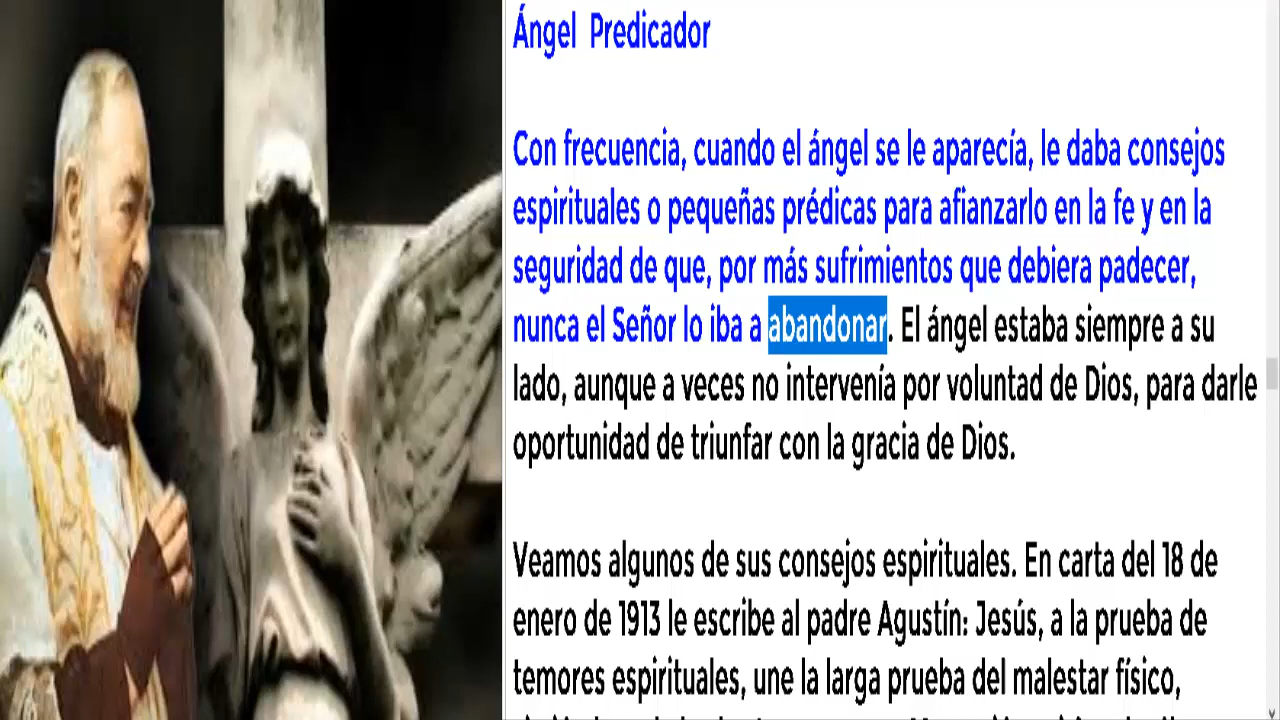 Ángel Predicador
Con frecuencia, cuando el ángel se le aparecía, le daba consejos
espirituales o pequeñas prédicas para afianzarlo en la fe y en la
seguridad de que, por más sufrimientos que debiera padecer,
nunca el Señor lo iba a abandonar. El ángel estaba siempre a su
lado, aunque a veces no intervenía por voluntad de Dios, para darle
oportunidad de triunfar con la gracia de Dios.
Veamos algunos de sus consejos espirituales. En carta del 18 de
enero de 1913 le escribe al padre Agustín: Jesús, a la prueba de
temores espirituales, une la larga prueba del malestar físico,